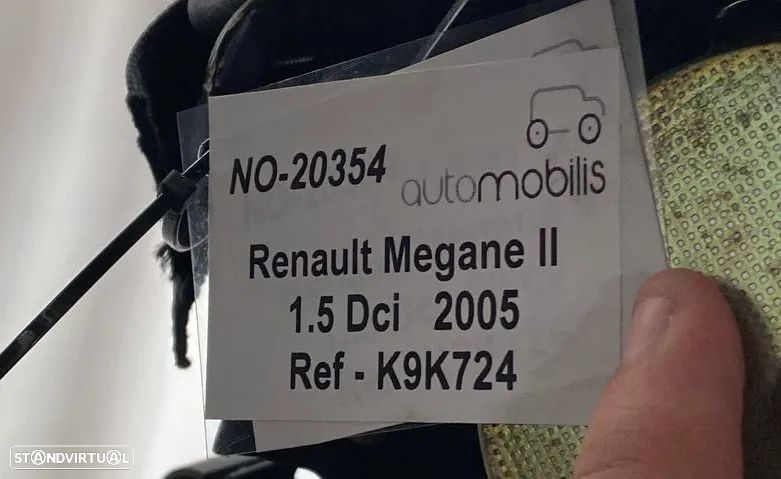 NO-20354
automobilis
Renault Megane II
1.5 Dci 2005
Ref - K9K724
STANDVIRTUAL